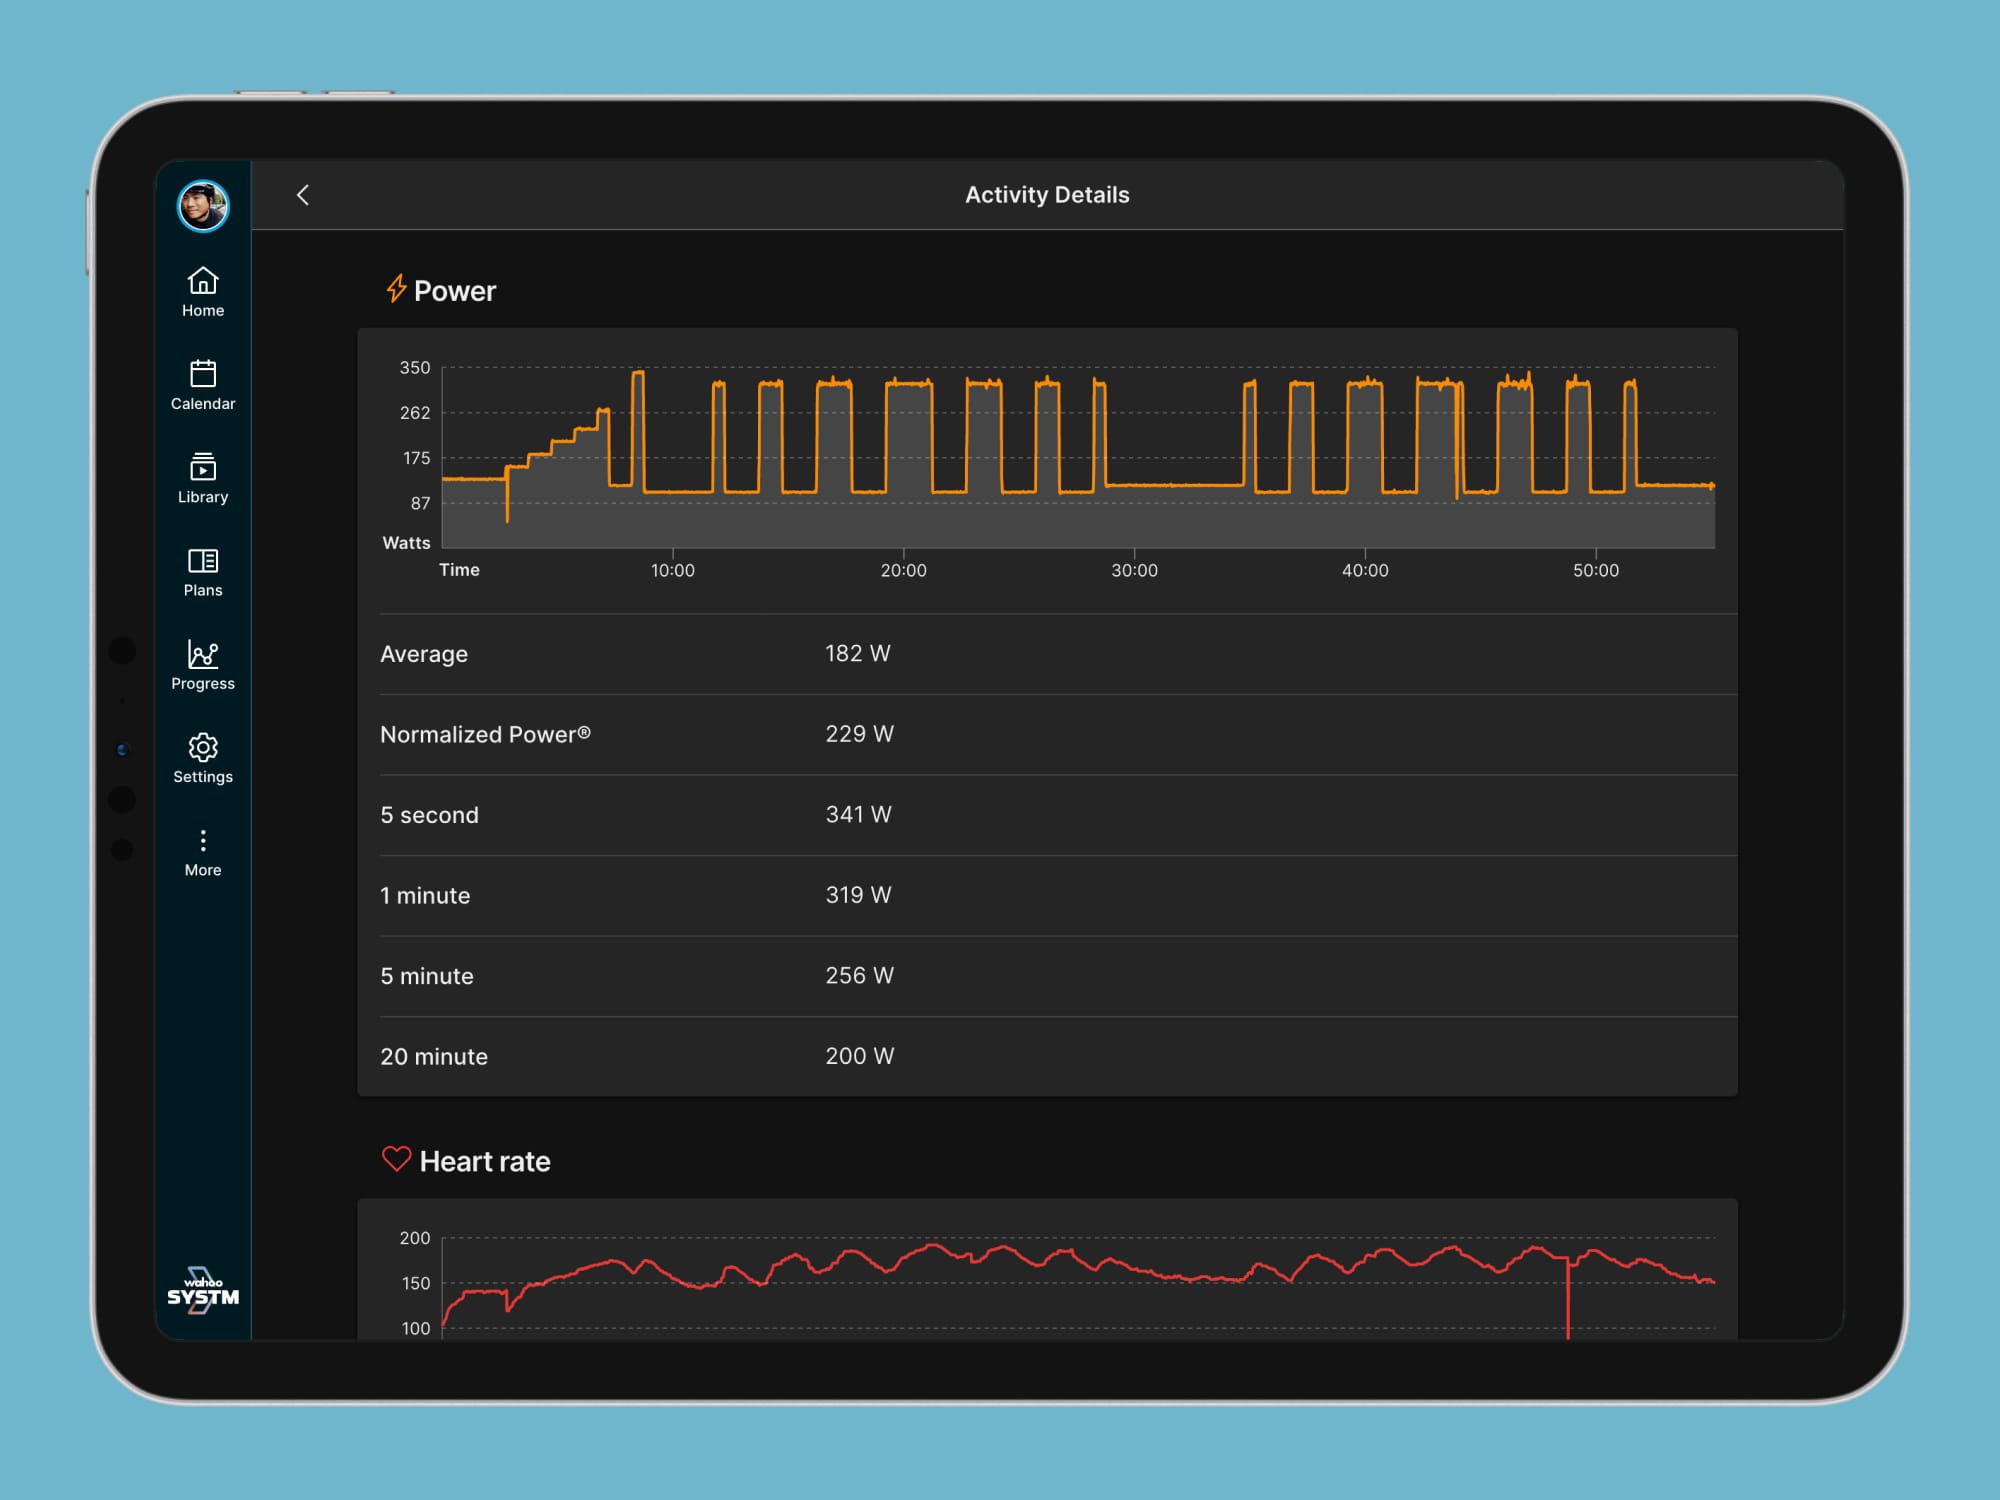 Activity Details
Home
Calendar
Library
Plans
Progress
Settings
More
wahoo
SYSTM
Power
350
262
175
87
Watts
Time 10:00 20:00 30:00 40:00 50:00
Average 182 W
Normalized Power® 229 W
5 second 341 W
1 minute 319 W
5 minute 256 W
20 minute 200 W
Heart rate
200
150
100